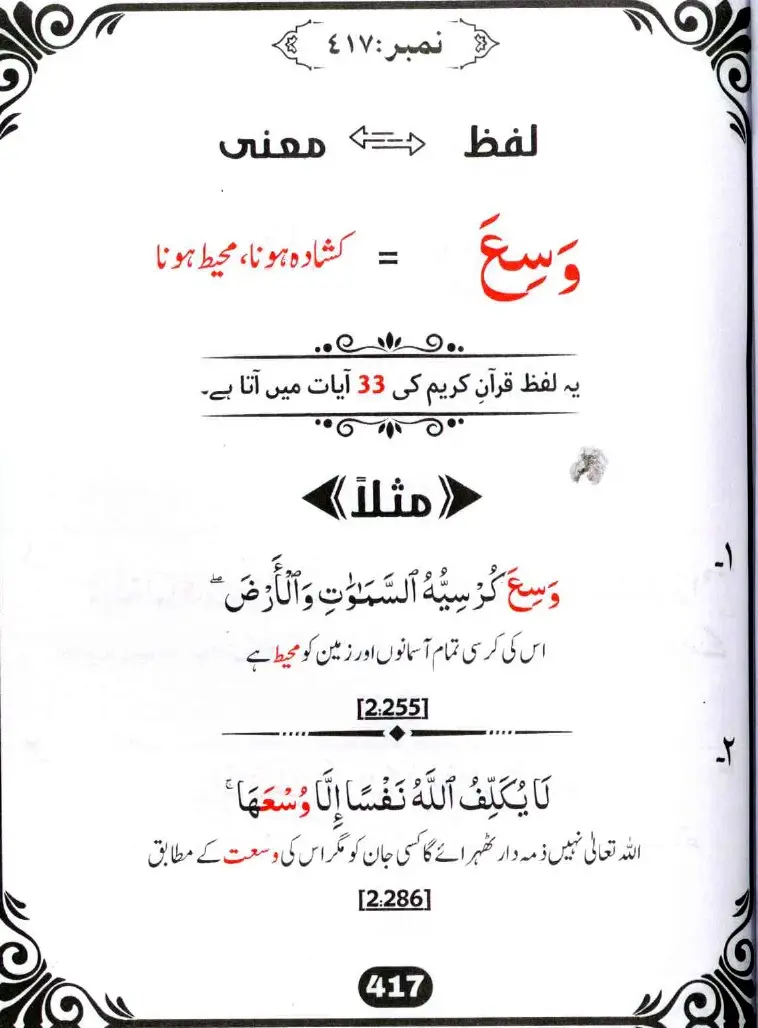 نمبر:٤١٧
لفظ معنی
وَسِعَ = کشادہ ہونا، محیط ہونا
یہ لفظ قرآنِ کریم کی 33 آیات میں آتا ہے۔
مثلاً
١-
وَسِعَ كُرْسِيُّهُ ٱلسَّمَٰوَٰتِ وَٱلْأَرْضَ ۖ
اس کی کرسی تمام آسمانوں اور زمین کو محیط ہے
[2:255]
٢-
لَا يُكَلِّفُ ٱللَّهُ نَفْسًا إِلَّا وُسْعَهَا ۚ
اللہ تعالیٰ نہیں ذمہ دار ٹھہرائے گا کسی جان کو مگر اس کی وسعت کے مطابق
[2:286]
417